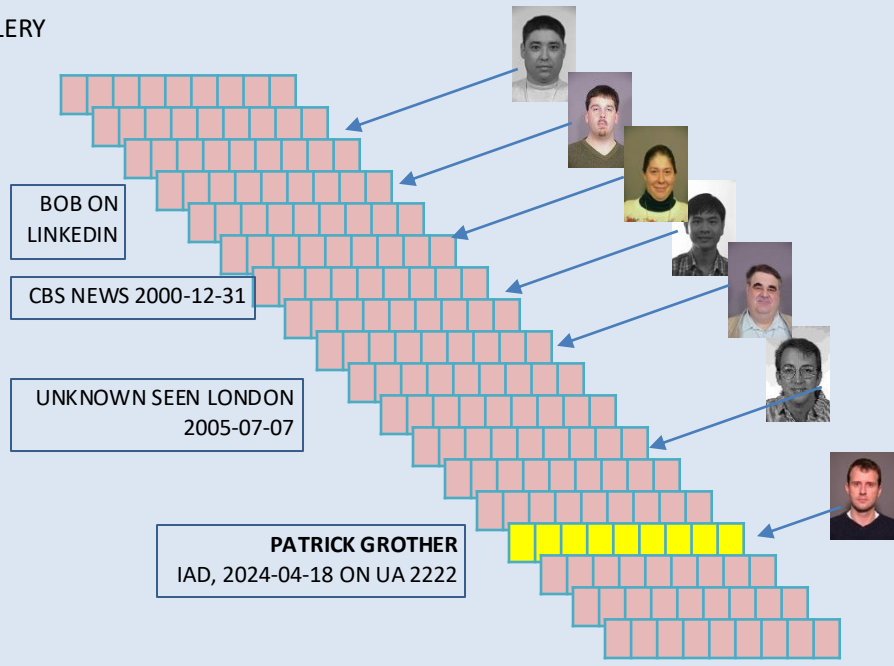 LERY
BOB ON
LINKEDIN
CBS NEWS 2000-12-31
UNKNOWN SEEN LONDON
2005-07-07
PATRICK GROTHER
IAD, 2024-04-18 ON UA 2222